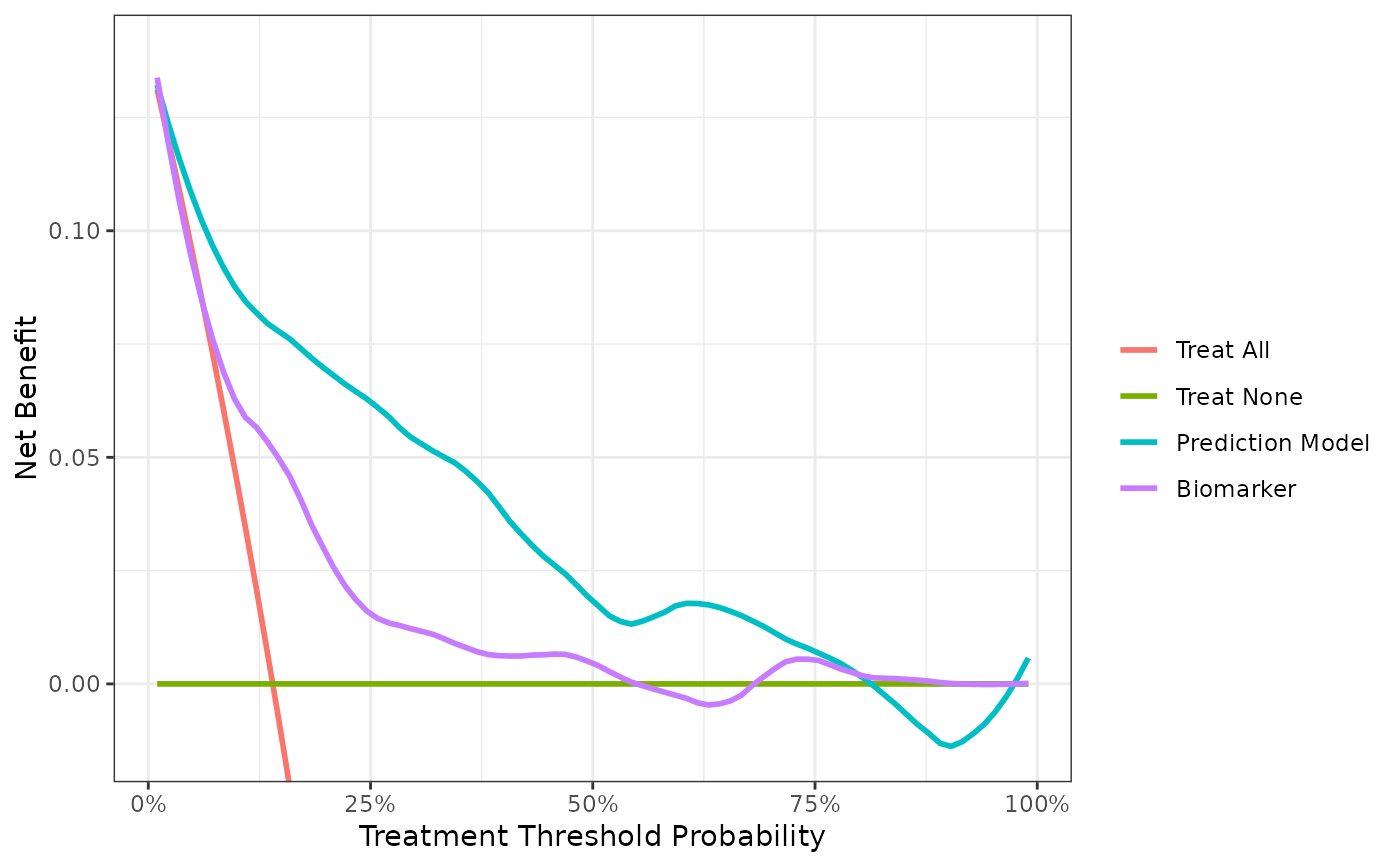 Net Benefit
0.10
0.05
0.00
0%
25%
50%
75%
100%
Treatment Threshold Probability
Treat All
Treat None
Prediction Model
Biomarker